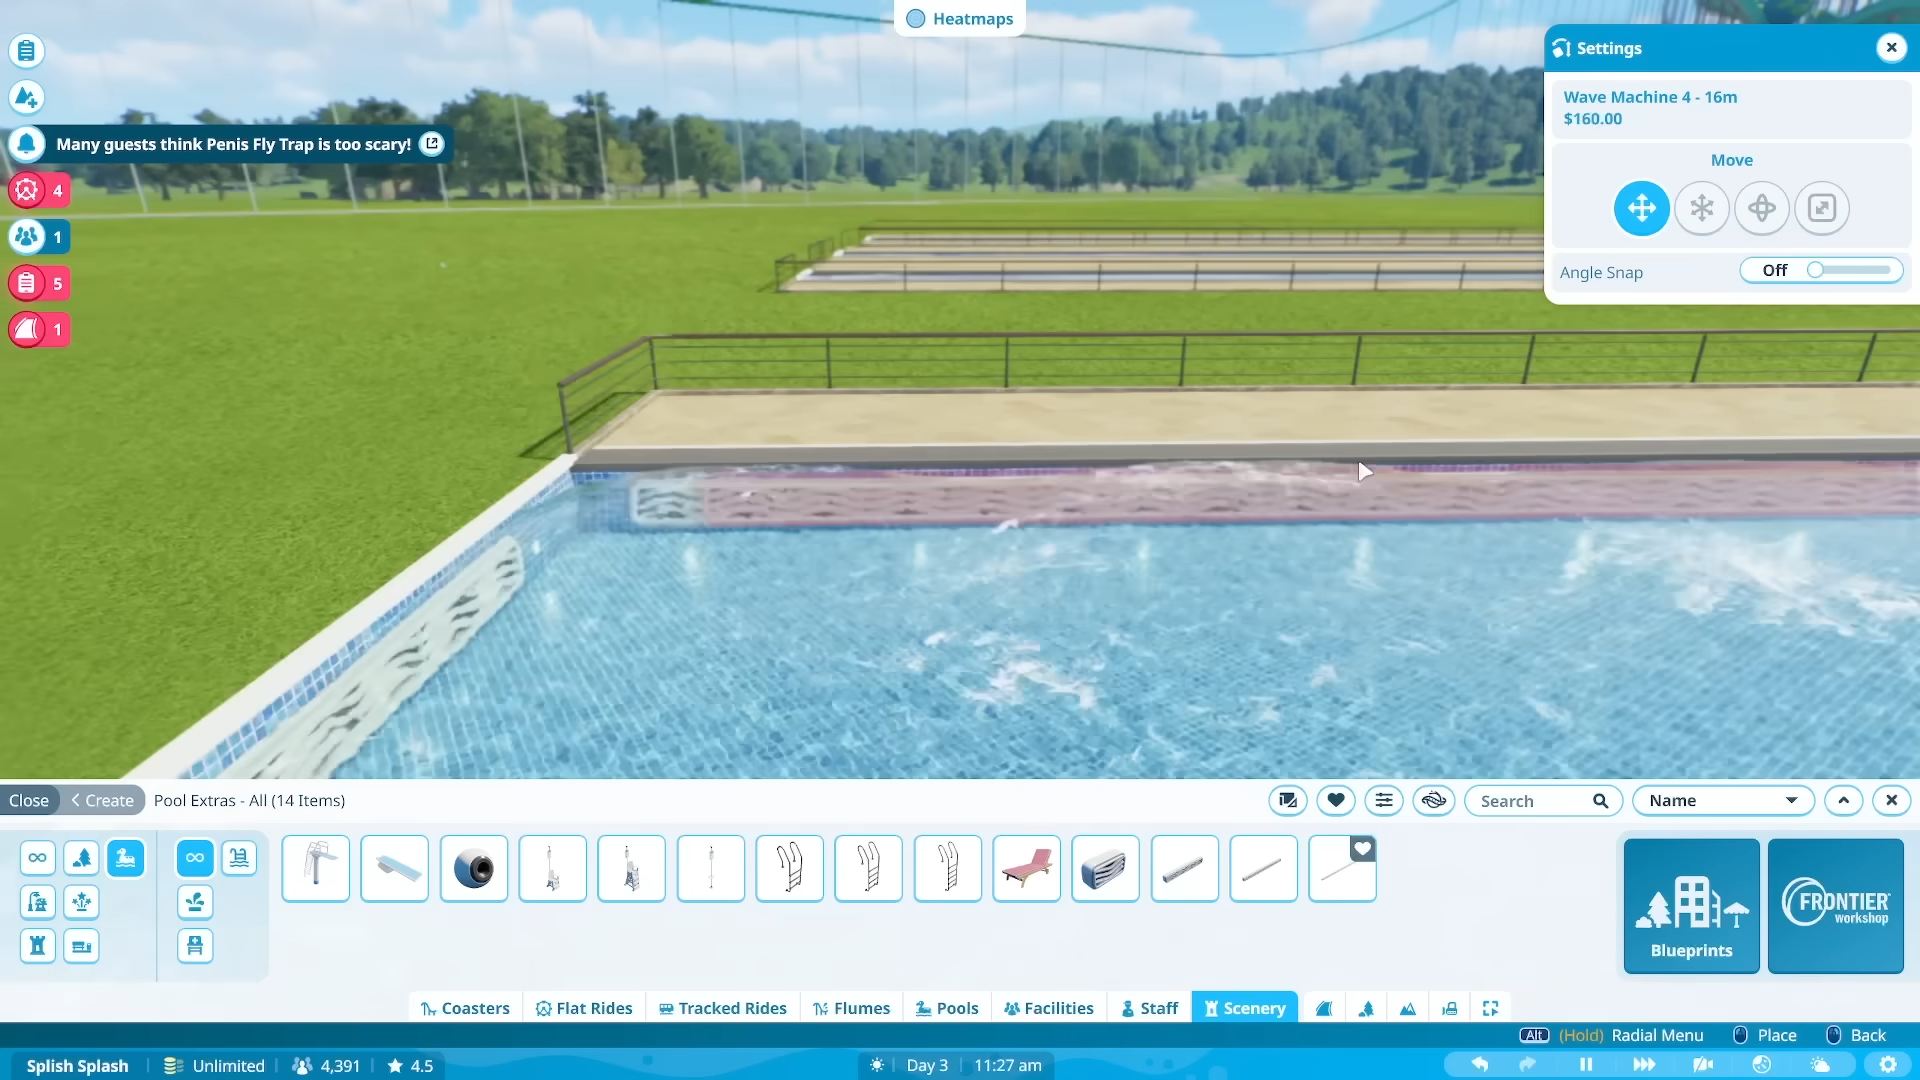 Heatmaps
Settings
Wave Machine 4 - 16m
$160.00
Move
Angle Snap
Off
Many guests think Penis Fly Trap is too scary!
4
1
5
1
Close
Create
Pool Extras - All (14 Items)
Search
Name
Blueprints
FRONTIER
workshop
Coasters
Flat Rides
Tracked Rides
Flumes
Pools
Facilities
Staff
Scenery
Alt (Hold) Radial Menu
Place
Back
Splish Splash
Unlimited
4,391
4.5
Day 3
11:27 am